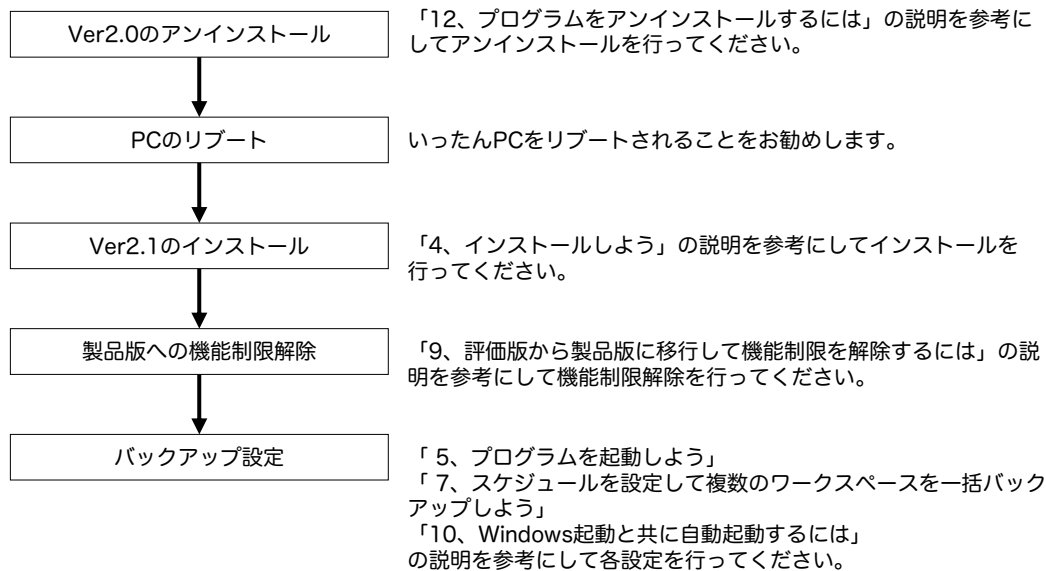 Ver2.0のアンインストール
「12、プログラムをアンインストールするには」の説明を参考に
してアンインストールを行ってください。
PCのリブート
いったんPCをリブートされることをお勧めします。
Ver2.1のインストール
「4、インストールしよう」の説明を参考にしてインストールを
行ってください。
製品版への機能制限解除
「9、評価版から製品版に移行して機能制限を解除するには」の説
明を参考にして機能制限解除を行ってください。
バックアップ設定
「 5、プログラムを起動しよう」
「 7、スケジュールを設定して複数のワークスペースを一括バック
アップしよう」
「10、Windows起動と共に自動起動するには」
の説明を参考にして各設定を行ってください。